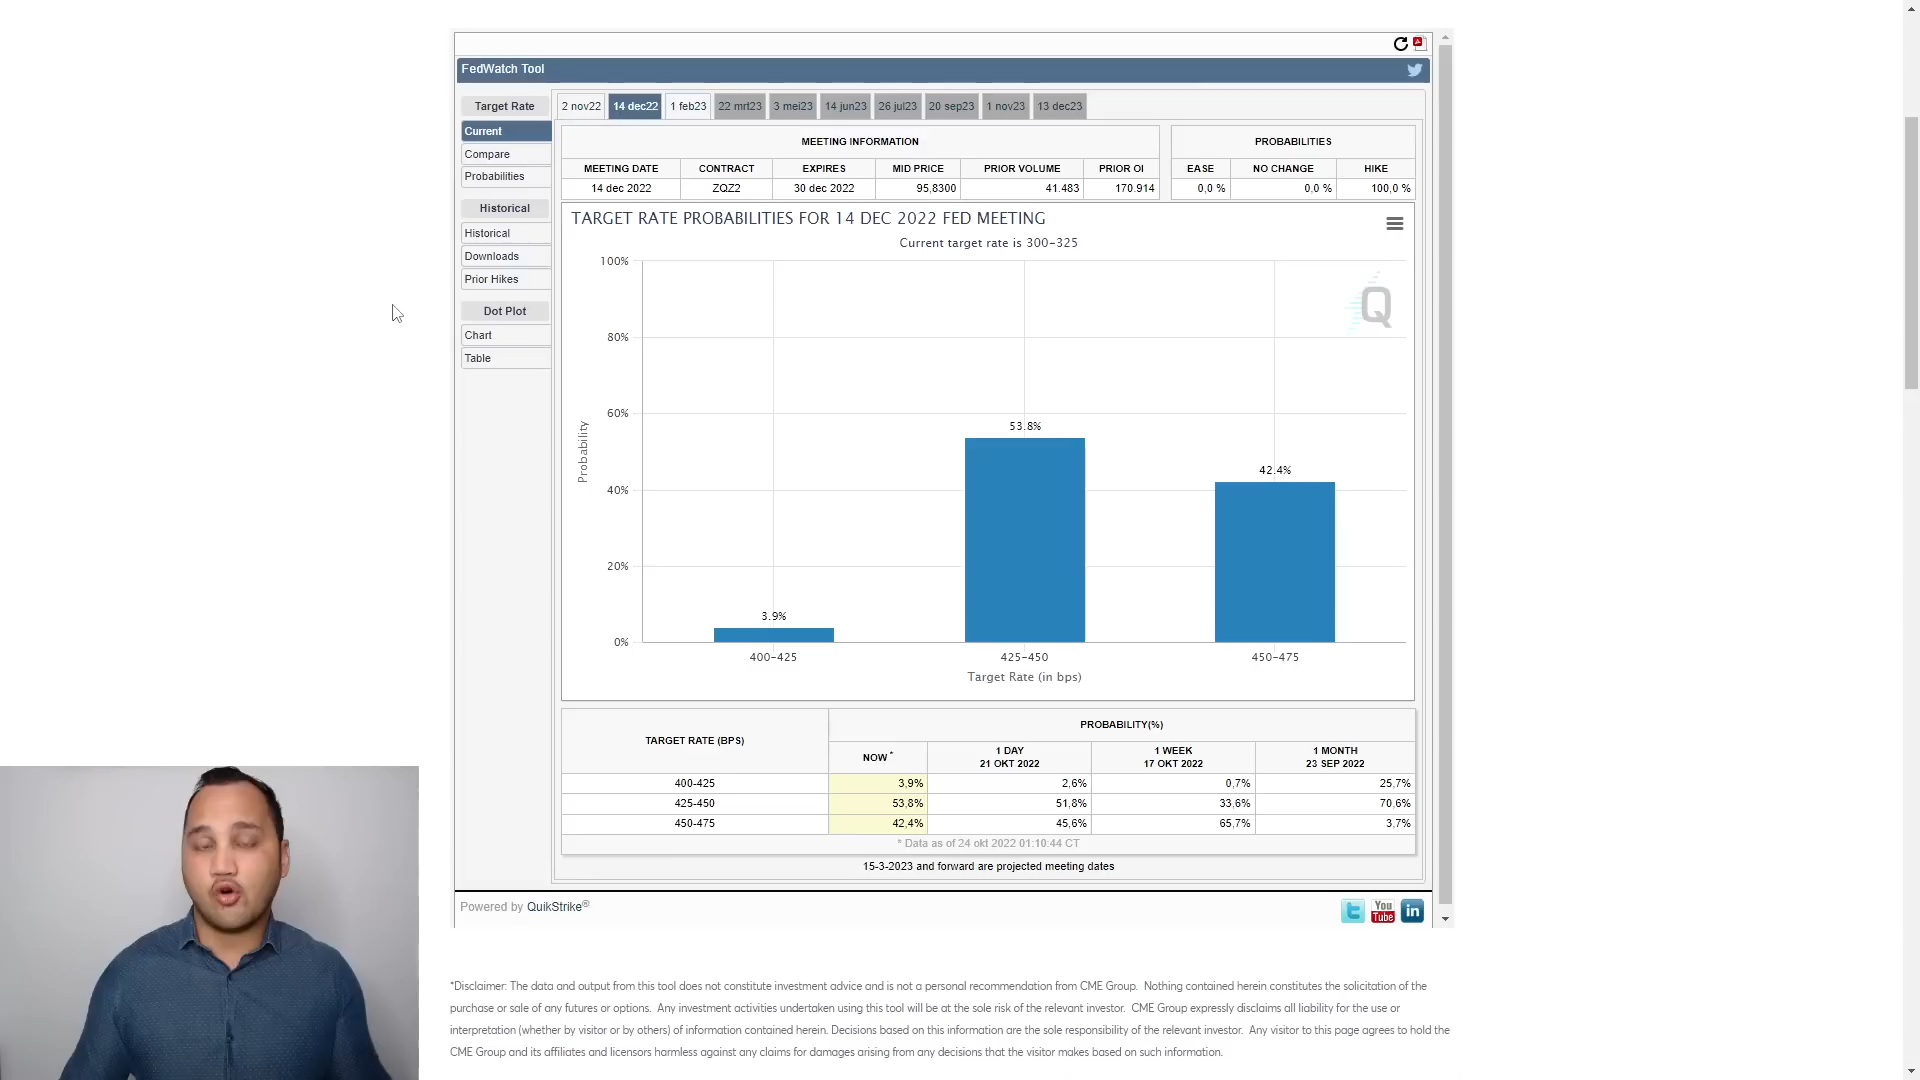 FedWatch Tool
Target Rate
Current
Compare
Probabilities
Historical
Historical
Downloads
Prior Hikes
Dot Plot
Chart
Table
2 nov22 14 dec22 1 feb23 22 mrt23 3 mei23 14 jun23 26 jul23 20 sep23 1 nov23 13 dec23
MEETING INFORMATION
MEETING DATE CONTRACT EXPIRES MID PRICE PRIOR VOLUME PRIOR OI
14 dec 2022 ZQZ2 30 dec 2022 95,8300 41.483 170.914
PROBABILITIES
EASE NO CHANGE HIKE
0,0 % 0,0 % 100,0 %
TARGET RATE PROBABILITIES FOR 14 DEC 2022 FED MEETING
Current target rate is 300-325
Q
100%
80%
60%
40%
20%
0%
Probability
3.9%
53.8%
42.4%
400-425 425-450 450-475
Target Rate (in bps)
TARGET RATE (BPS) PROBABILITY(%)
NOW * 1 DAY 21 OKT 2022 1 WEEK 17 OKT 2022 1 MONTH 23 SEP 2022
400-425 3,9% 2,6% 0,7% 25,7%
425-450 53,8% 51,8% 33,6% 70,6%
450-475 42,4% 45,6% 65,7% 3,7%
* Data as of 24 okt 2022 01:10:44 CT
15-3-2023 and forward are projected meeting dates
Powered by QuikStrike®
You Tube
in
*Disclaimer: The data and output from this tool does not constitute investment advice and is not a personal recommendation from CME Group. Nothing contained herein constitutes the solicitation of the
purchase or sale of any futures or options. Any investment activities undertaken using this tool will be at the sole risk of the relevant investor. CME Group expressly disclaims all liability for the use or
interpretation (whether by visitor or by others) of information contained herein. Decisions based on this information are the sole responsibility of the relevant investor. Any visitor to this page agrees to hold the
CME Group and its affiliates and licensors harmless against any claims for damages arising from any decisions that the visitor makes based on such information.